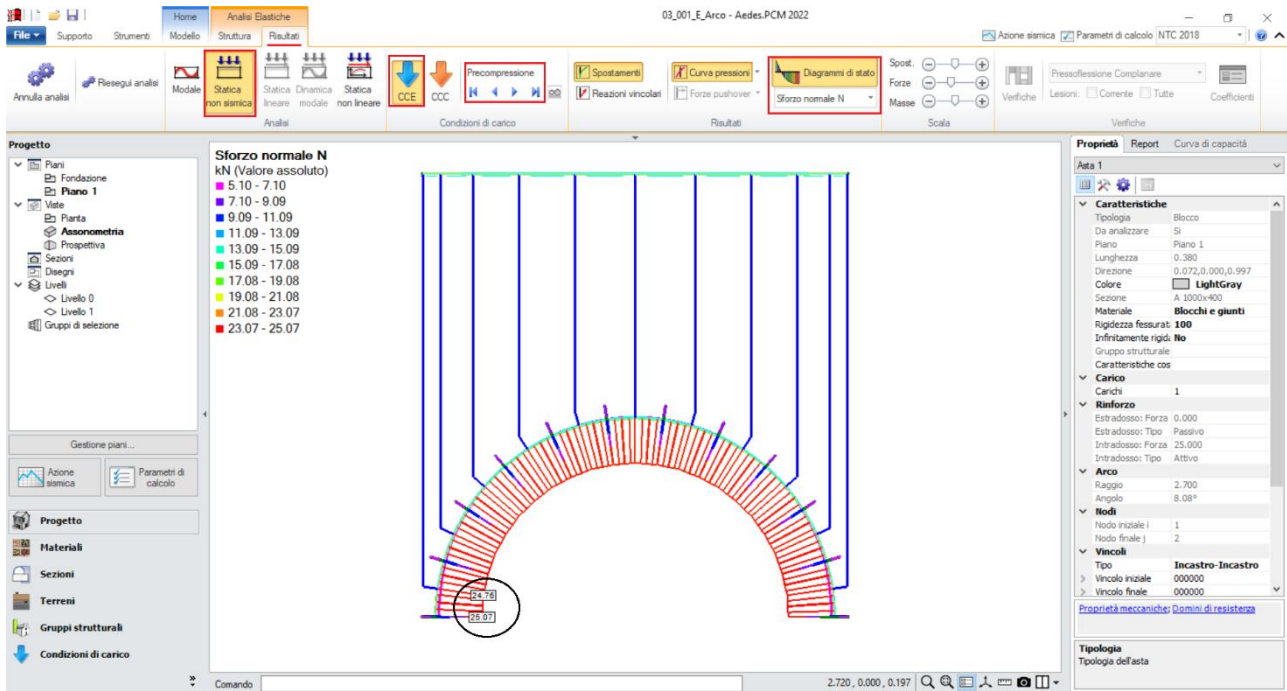 03_001_E_Arco - Aedes.PCM 2022
Home
Analisi Elastiche
File
Supporto
Strumenti
Modello
Struttura
Risultati
Azione sismica
Parametri di calcolo
NTC 2018
Annulla analisi
Riesegui analisi
Modale
Statica non sismica
Statica lineare
Dinamica modale
Statica non lineare
Analisi
CCE
CCC
Precompressione
Condizioni di carico
Spostamenti
Reazioni vincolari
Curva pressioni
Forze pushover
Diagrammi di stato
Sforzo normale N
Risultati
Spost.
Forze
Masse
Scala
Verifiche
Pressoflessione Complanare
Lesioni:
Corrente
Tutte
Coefficienti
Verifiche
Progetto
Piani
Fondazione
Piano 1
Viste
Pianta
Assonometria
Prospettiva
Sezioni
Disegni
Livelli
Livello 0
Livello 1
Gruppi di selezione
Gestione piani...
Azione sismica
Parametri di calcolo
Progetto
Materiali
Sezioni
Terreni
Gruppi strutturali
Condizioni di carico
Sforzo normale N
kN (Valore assoluto)
5.10 - 7.10
7.10 - 9.09
9.09 - 11.09
11.09 - 13.09
13.09 - 15.09
15.09 - 17.08
17.08 - 19.08
19.08 - 21.08
21.08 - 23.07
23.07 - 25.07
24.76
25.07
Comando
2.720 , 0.000 , 0.197
Proprietà
Report
Curva di capacità
Asta 1
Caratteristiche
Tipologia Blocco
Da analizzare Si
Piano Piano 1
Lunghezza 0.380
Direzione 0.072,0.000,0.997
Colore LightGray
Sezione A 1000x400
Materiale Blocchi e giunti
Rigidezza fessurat. 100
Infinitamente rigid. No
Gruppo strutturale
Caratteristiche cos
Carico
Carichi 1
Rinforzo
Estradosso: Forza 0.000
Estradosso: Tipo Passivo
Intradosso: Forza 25.000
Intradosso: Tipo Attivo
Arco
Raggio 2.700
Angolo 8.08°
Nodi
Nodo iniziale i 1
Nodo finale j 2
Vincoli
Tipo Incastro-Incastro
Vincolo iniziale 000000
Vincolo finale 000000
Proprietà meccaniche; Domini di resistenza
Tipologia
Tipologia dell'asta